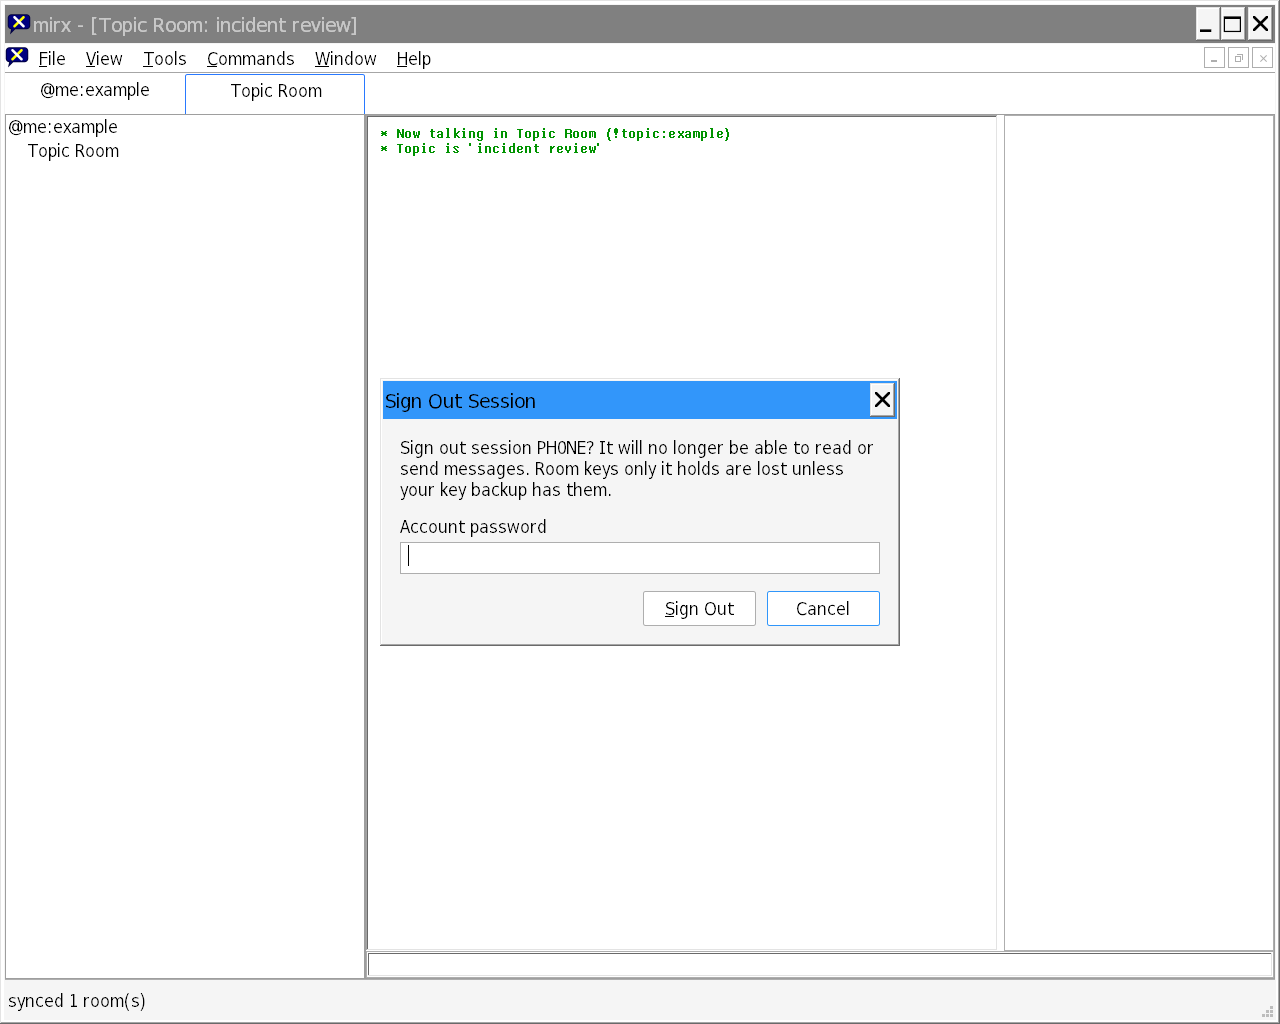 mirx - [Topic Room: incident review]
File View Tools Commands Window Help
@me:example Topic Room
@me:example
Topic Room
* Now talking in Topic Room (!topic:example)
* Topic is 'incident review'
Sign Out Session
Sign out session PHONE? It will no longer be able to read or
send messages. Room keys only it holds are lost unless
your key backup has them.
Account password
Sign Out Cancel
synced 1 room(s)